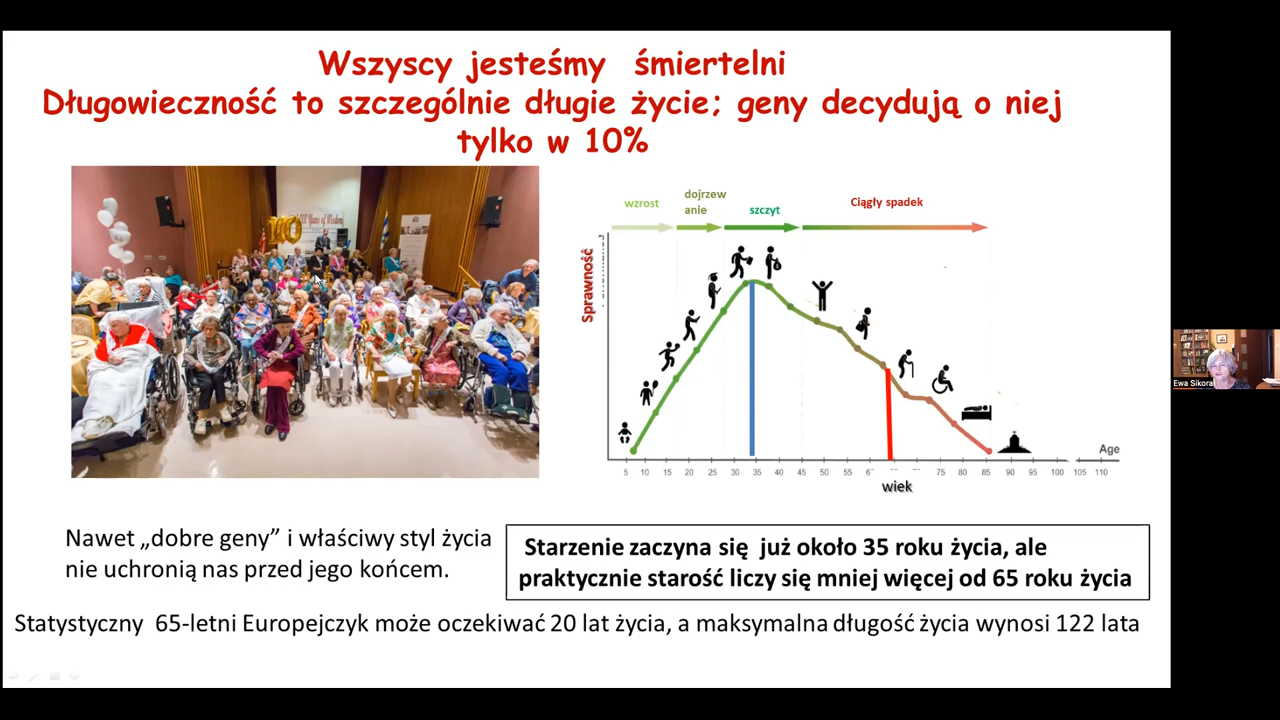 Wszyscy jesteśmy śmiertelni
Długowieczność to szczególnie długie życie; geny decydują o niej
tylko w 10%
wzrost
dojrzew
anie
szczyt
Ciągły spadek
Sprawność
Age
5 10 15 20 25 30 35 40 45 50 55 6 75 80 85 90 95 100 105 110
wiek
Ewa Sikora
Nawet „dobre geny” i właściwy styl życia
nie uchronią nas przed jego końcem.
Starzenie zaczyna się już około 35 roku życia, ale
praktycznie starość liczy się mniej więcej od 65 roku życia
Statystyczny 65-letni Europejczyk może oczekiwać 20 lat życia, a maksymalna długość życia wynosi 122 lata